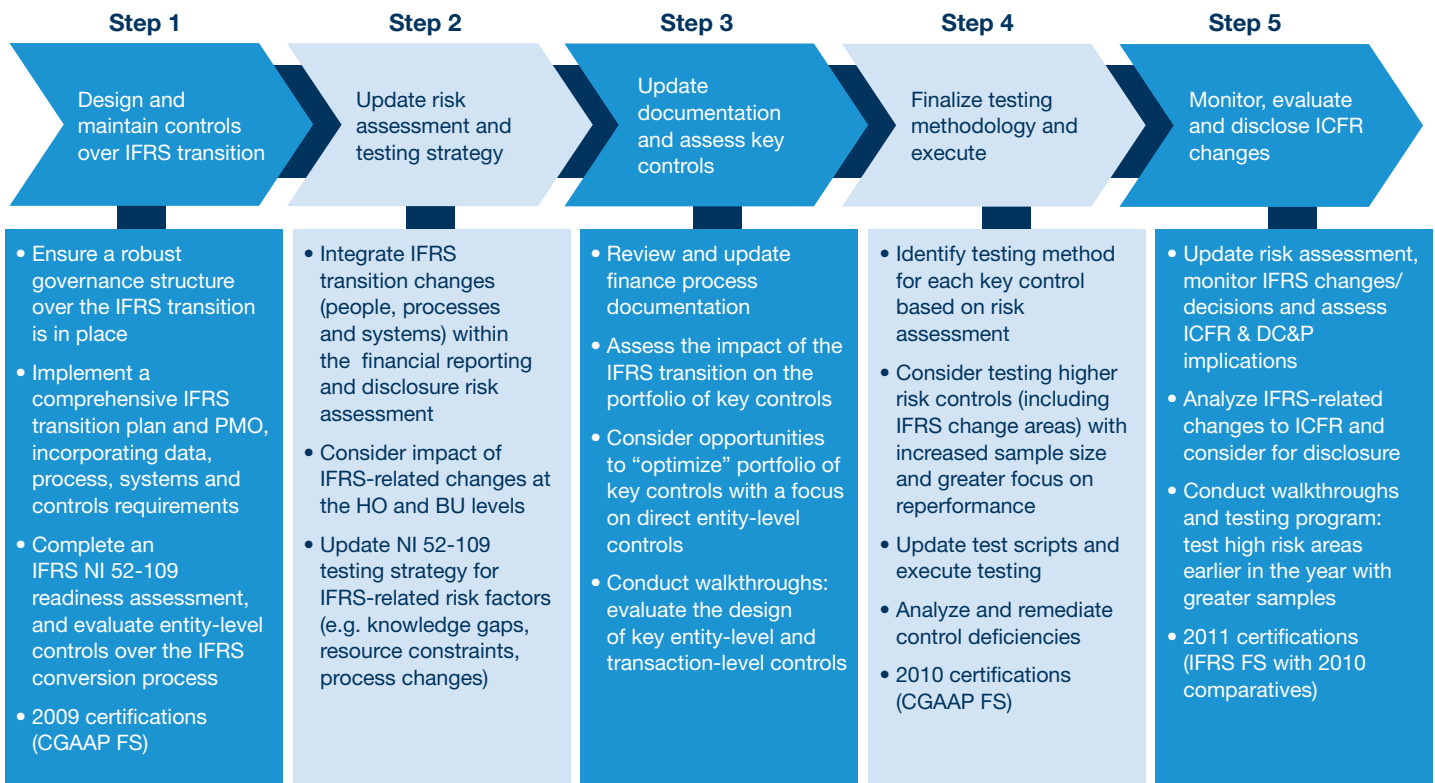 Step 1
Step 2
Step 3
Step 4
Step 5
Design and
maintain controls
over IFRS transition
Update risk
assessment and
testing strategy
Update
documentation
and assess key
controls
Finalize testing
methodology and
execute
Monitor, evaluate
and disclose ICFR
changes
• Ensure a robust
governance structure
over the IFRS transition
is in place
• Implement a
comprehensive IFRS
transition plan and PMO,
incorporating data,
process, systems and
controls requirements
• Complete an
IFRS NI 52-109
readiness assessment,
and evaluate entity-level
controls over the IFRS
conversion process
• 2009 certifications
(CGAAP FS)
• Integrate IFRS
transition changes
(people, processes
and systems) within
the financial reporting
and disclosure risk
assessment
• Consider impact of
IFRS-related changes at
the HO and BU levels
• Update NI 52-109
testing strategy for
IFRS-related risk factors
(e.g. knowledge gaps,
resource constraints,
process changes)
• Review and update
finance process
documentation
• Assess the impact of the
IFRS transition on the
portfolio of key controls
• Consider opportunities
to “optimize” portfolio of
key controls with a focus
on direct entity-level
controls
• Conduct walkthroughs:
evaluate the design
of key entity-level and
transaction-level controls
• Identify testing method
for each key control
based on risk
assessment
• Consider testing higher
risk controls (including
IFRS change areas) with
increased sample size
and greater focus on
reperformance
• Update test scripts and
execute testing
• Analyze and remediate
control deficiencies
• 2010 certifications
(CGAAP FS)
• Update risk assessment,
monitor IFRS changes/
decisions and assess
ICFR & DC&P
implications
• Analyze IFRS-related
changes to ICFR and
consider for disclosure
• Conduct walkthroughs
and testing program:
test high risk areas
earlier in the year with
greater samples
• 2011 certifications
(IFRS FS with 2010
comparatives)